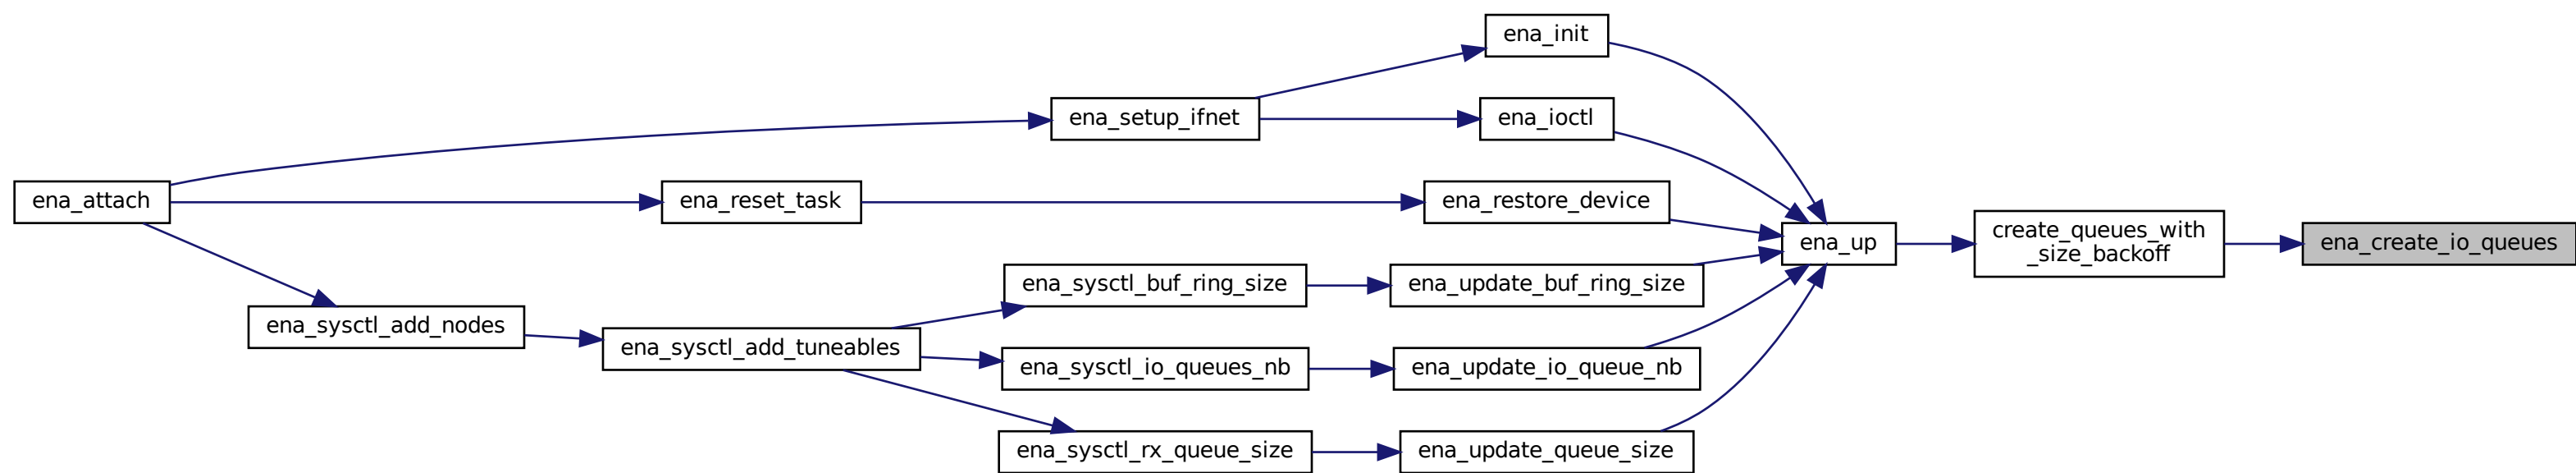 ena_init
ena_setup_ifnet
ena_ioctl
ena_attach
ena_reset_task
ena_restore_device
ena_up
create_queues_with
_size_backoff
ena_create_io_queues
ena_sysctl_buf_ring_size
ena_update_buf_ring_size
ena_sysctl_add_nodes
ena_sysctl_add_tuneables
ena_sysctl_io_queues_nb
ena_update_io_queue_nb
ena_sysctl_rx_queue_size
ena_update_queue_size